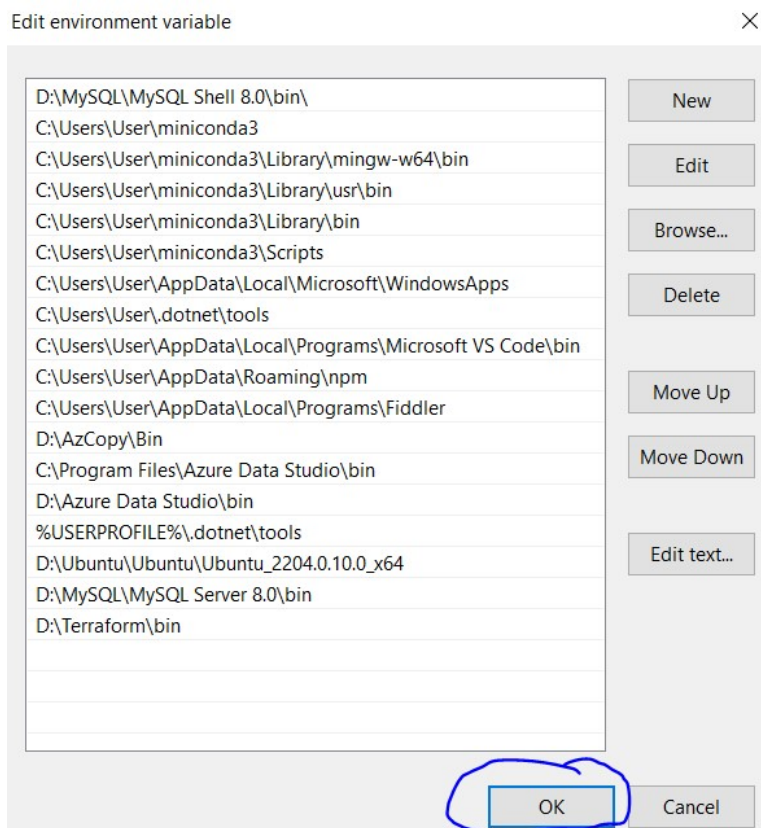 Edit environment variable
D:\MySQL\MySQL Shell 8.0\bin\
C:\Users\User\miniconda3
C:\Users\User\miniconda3\Library\mingw-w64\bin
C:\Users\User\miniconda3\Library\usr\bin
C:\Users\User\miniconda3\Library\bin
C:\Users\User\miniconda3\Scripts
C:\Users\User\AppData\Local\Microsoft\WindowsApps
C:\Users\User\.dotnet\tools
C:\Users\User\AppData\Local\Programs\Microsoft VS Code\bin
C:\Users\User\AppData\Roaming\npm
C:\Users\User\AppData\Local\Programs\Fiddler
D:\AzCopy\Bin
C:\Program Files\Azure Data Studio\bin
D:\Azure Data Studio\bin
%USERPROFILE%\.dotnet\tools
D:\Ubuntu\Ubuntu\Ubuntu_2204.0.10.0_x64
D:\MySQL\MySQL Server 8.0\bin
D:\Terraform\bin
New
Edit
Browse...
Delete
Move Up
Move Down
Edit text...
OK
Cancel